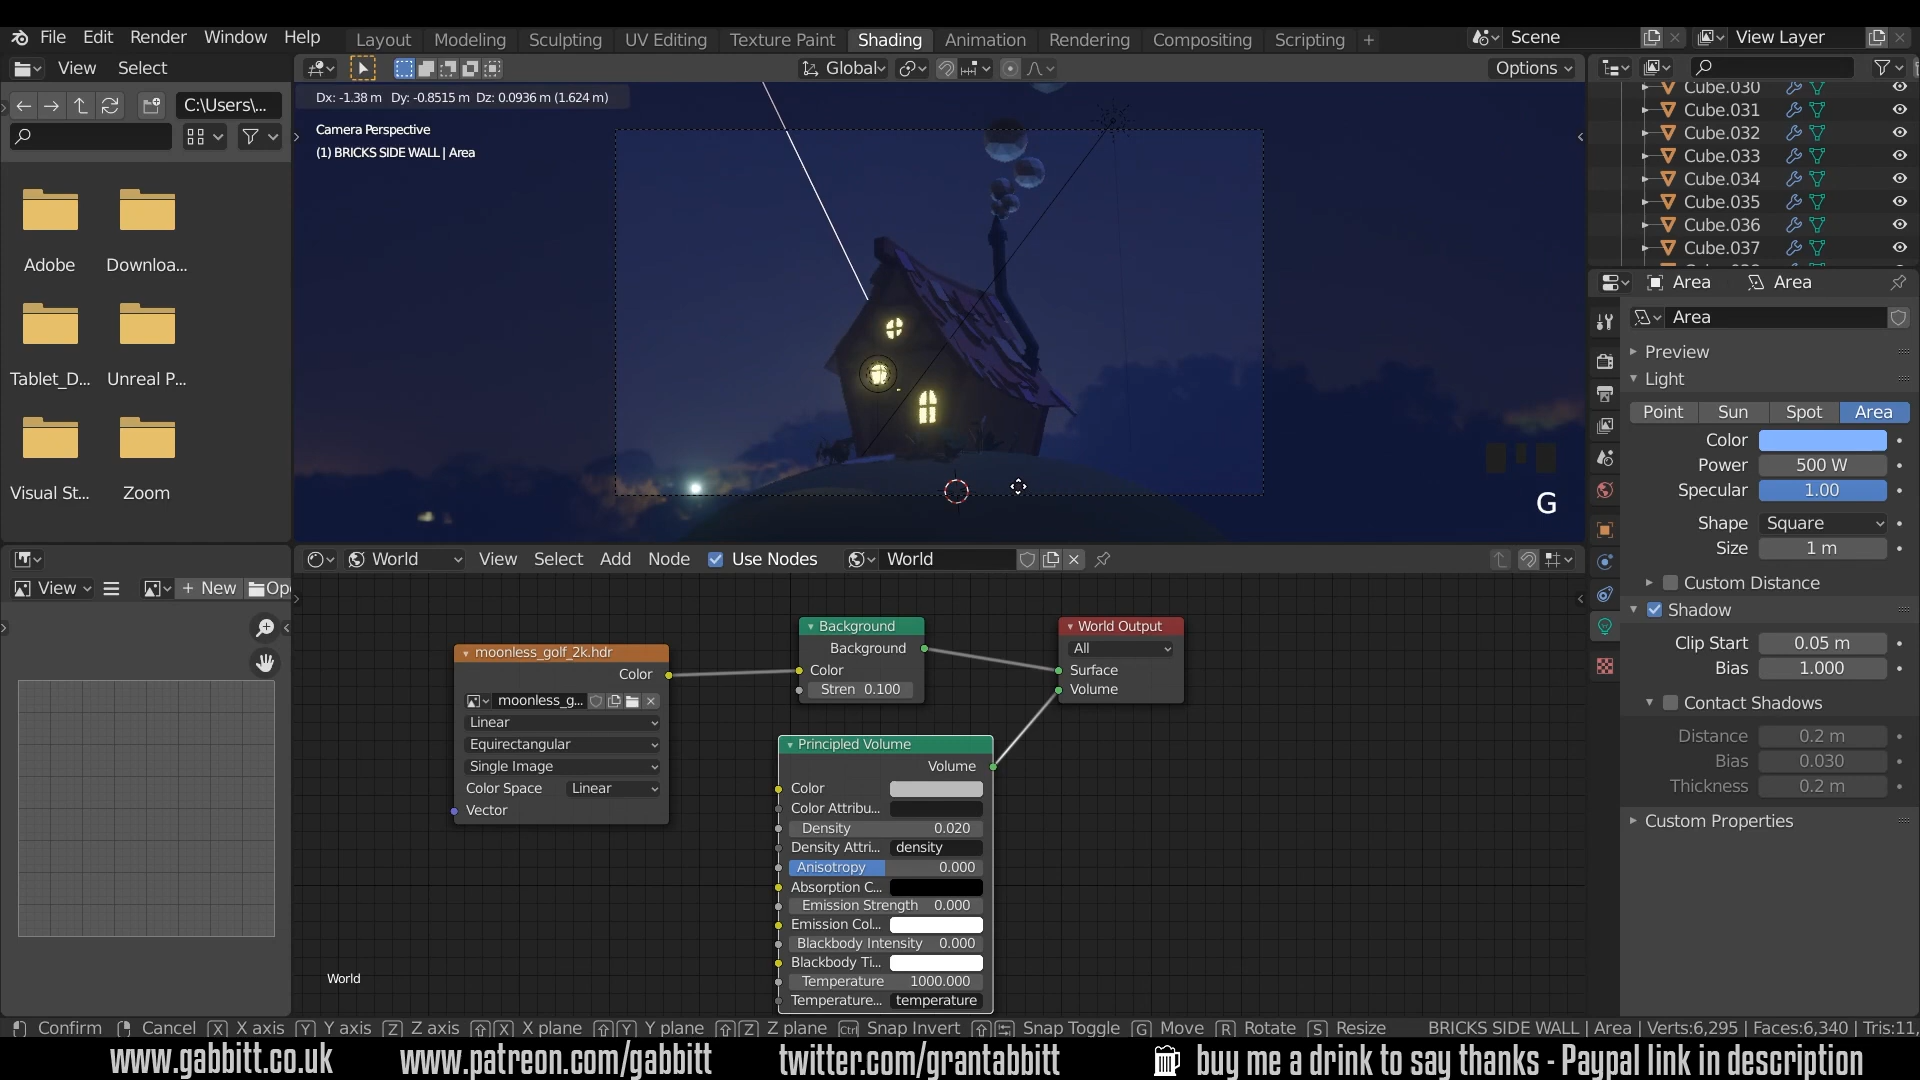 File Edit Render Window Help Layout Modeling Sculpting UV Editing Texture Paint Shading Animation Rendering Compositing Scripting + Scene View Layer
View Select Global Options
C:\Users\...
Dx: -1.38 m Dy: -0.8515 m Dz: 0.0936 m (1.624 m)
Camera Perspective
(1) BRICKS SIDE WALL | Area
Adobe Downloa...
Tablet_D... Unreal P...
Visual St... Zoom
G
Cube.030
Cube.031
Cube.032
Cube.033
Cube.034
Cube.035
Cube.036
Cube.037
Area Area
Area
Preview
Light
Point Sun Spot Area
Color
Power 500 W
Specular 1.00
Shape Square
Size 1 m
Custom Distance
Shadow
Clip Start 0.05 m
Bias 1.000
Contact Shadows
Distance 0.2 m
Bias 0.030
Thickness 0.2 m
Custom Properties
World View Select Add Node Use Nodes World
View + New Ope
moonless_golf_2k.hdr
Color
moonless_g...
Linear
Equirectangular
Single Image
Color Space Linear
Vector
Background
Background
Color
Stren 0.100
World Output
All
Surface
Volume
Principled Volume
Volume
Color
Color Attribu...
Density 0.020
Density Attri... density
Anisotropy 0.000
Absorption C...
Emission Strength 0.000
Emission Col...
Blackbody Intensity 0.000
Blackbody Ti...
Temperature 1000.000
Temperature... temperature
World
Confirm Cancel X X axis Y Y axis Z Z axis X X plane Y Y plane Z Z plane Ctrl Snap Invert Snap Toggle G Move R Rotate S Resize BRICKS SIDE WALL | Area | Verts:6,295 | Faces:6,340 | Tris:11,
www.gabbitt.co.uk www.patreon.com/gabbitt twitter.com/grantabbitt buy me a drink to say thanks - Paypal link in description